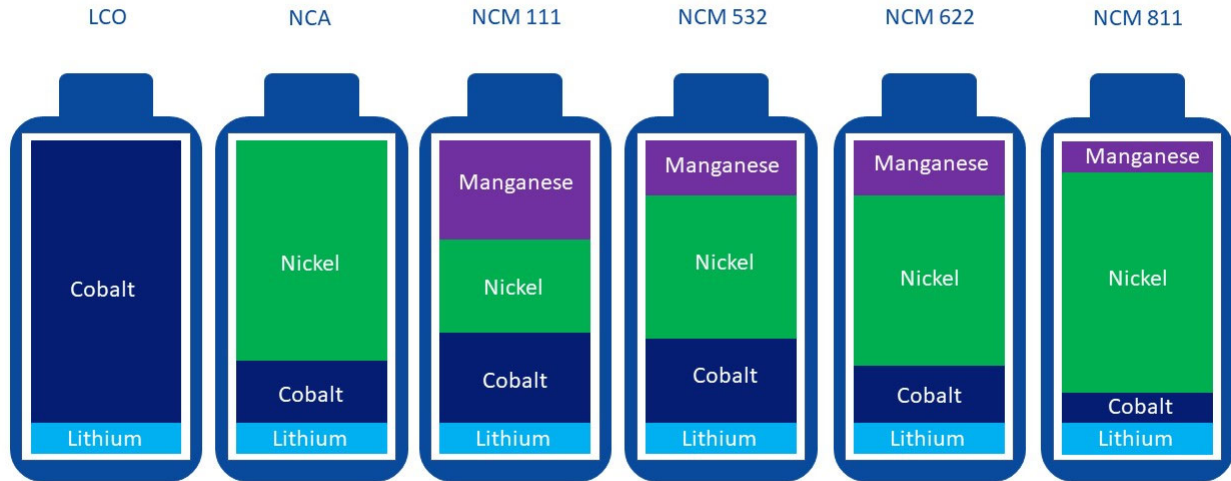 LCO
NCA
NCM 111
NCM 532
NCM 622
NCM 811
Cobalt
Lithium
Nickel
Cobalt
Lithium
Manganese
Nickel
Cobalt
Lithium
Manganese
Nickel
Cobalt
Lithium
Manganese
Nickel
Cobalt
Lithium
Manganese
Nickel
Cobalt
Lithium